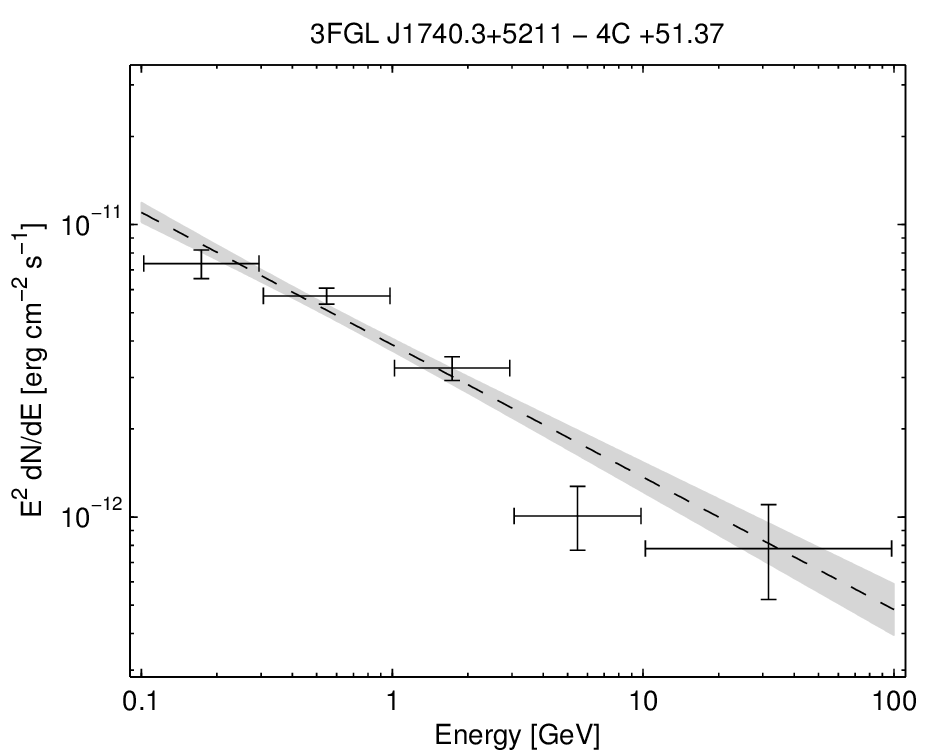 3FGL J1740.3+5211 − 4C +51.37
E² dN/dE [erg cm⁻² s⁻¹]
10⁻¹¹
10⁻¹²
0.1 1 10 100
Energy [GeV]